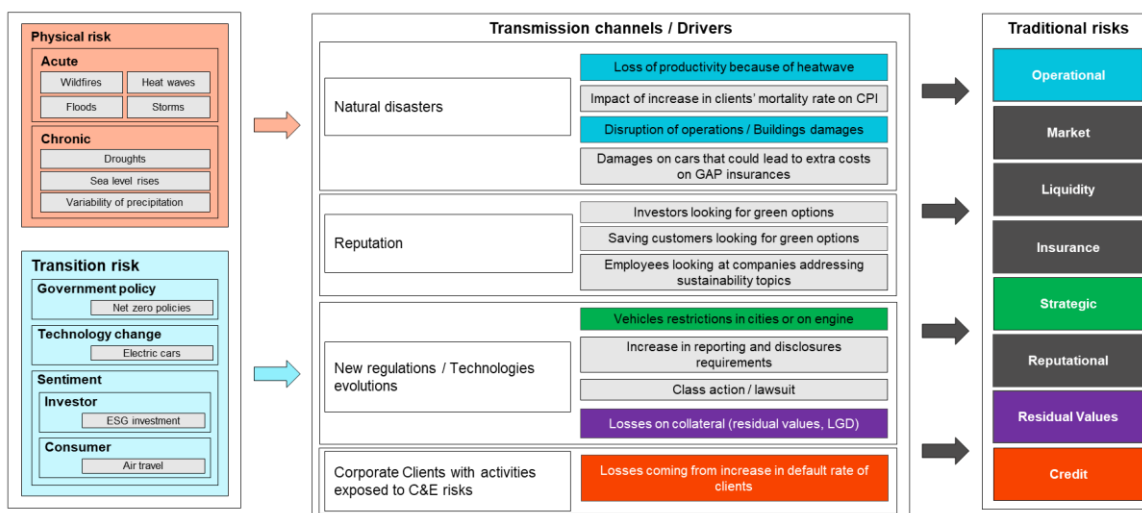 Physical risk
Acute
Wildfires
Heat waves
Floods
Storms
Chronic
Droughts
Sea level rises
Variability of precipitation
Transition risk
Government policy
Net zero policies
Technology change
Electric cars
Sentiment
Investor
ESG investment
Consumer
Air travel
Transmission channels / Drivers
Natural disasters
Loss of productivity because of heatwave
Impact of increase in clients' mortality rate on CPI
Disruption of operations / Buildings damages
Damages on cars that could lead to extra costs
on GAP insurances
Reputation
Investors looking for green options
Saving customers looking for green options
Employees looking at companies addressing
sustainability topics
New regulations / Technologies
evolutions
Vehicles restrictions in cities or on engine
Increase in reporting and disclosures
requirements
Class action / lawsuit
Losses on collateral (residual values, LGD)
Corporate Clients with activities
exposed to C&E risks
Losses coming from increase in default rate of
clients
Traditional risks
Operational
Market
Liquidity
Insurance
Strategic
Reputational
Residual Values
Credit